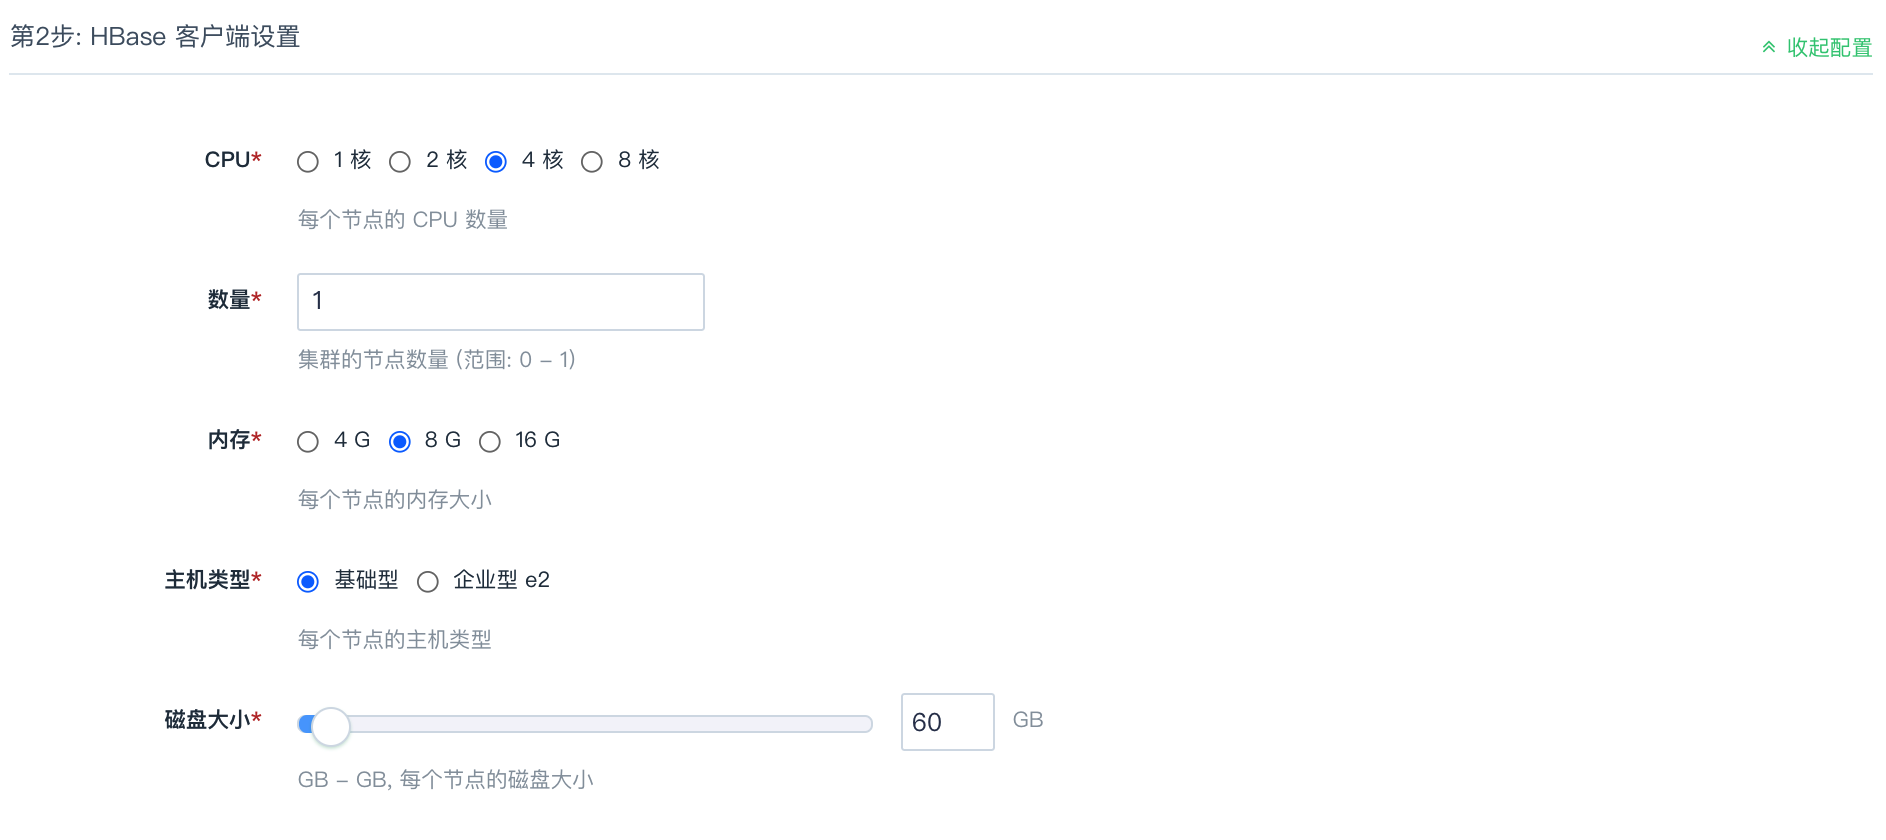 第2步: HBase 客户端设置
收起配置
CPU* 1 核 2 核 4 核 8 核
每个节点的 CPU 数量
数量* 1
集群的节点数量 (范围: 0 – 1)
内存* 4 G 8 G 16 G
每个节点的内存大小
主机类型* 基础型 企业型 e2
每个节点的主机类型
磁盘大小* 60 GB
GB – GB, 每个节点的磁盘大小